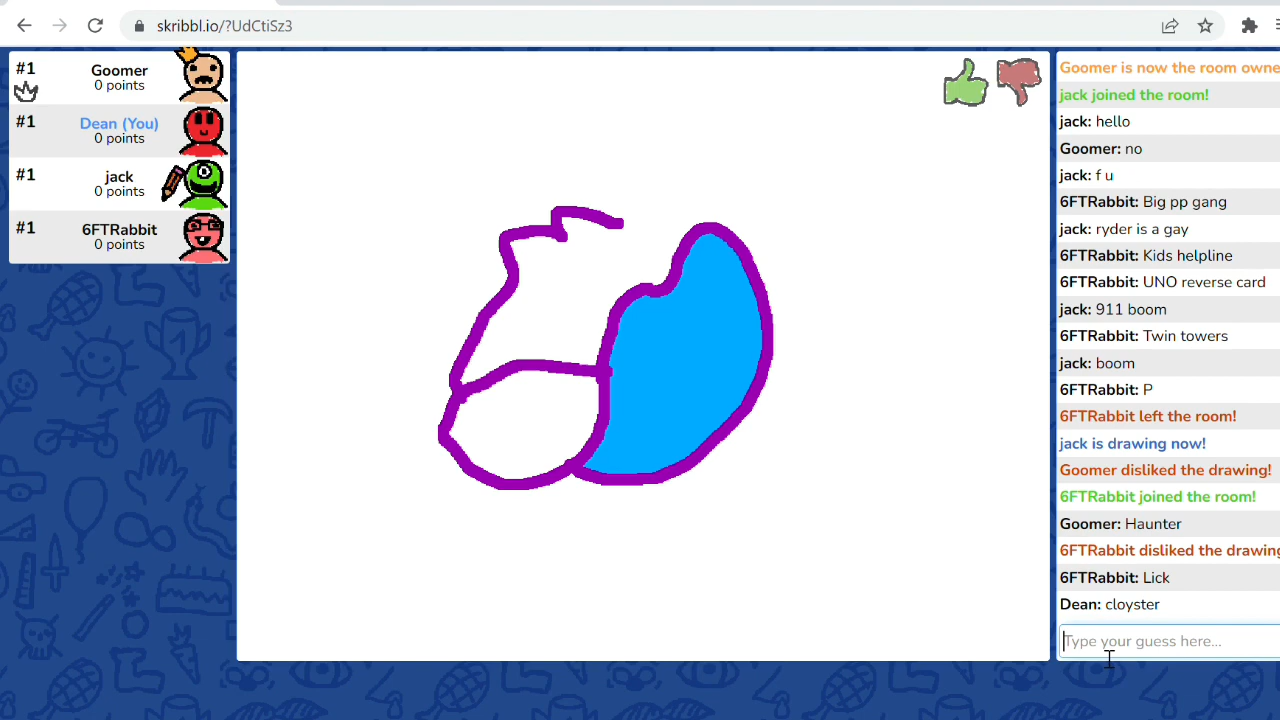 skribbl.io/?UdCtiSz3
#1
Goomer
0 points
#1
Dean (You)
0 points
#1
jack
0 points
#1
6FTRabbit
0 points
Goomer is now the room owne
jack joined the room!
jack: hello
Goomer: no
jack: f u
6FTRabbit: Big pp gang
jack: ryder is a gay
6FTRabbit: Kids helpline
6FTRabbit: UNO reverse card
jack: 911 boom
6FTRabbit: Twin towers
jack: boom
6FTRabbit: P
6FTRabbit left the room!
jack is drawing now!
Goomer disliked the drawing!
6FTRabbit joined the room!
Goomer: Haunter
6FTRabbit disliked the drawing
6FTRabbit: Lick
Dean: cloyster
Type your guess here...